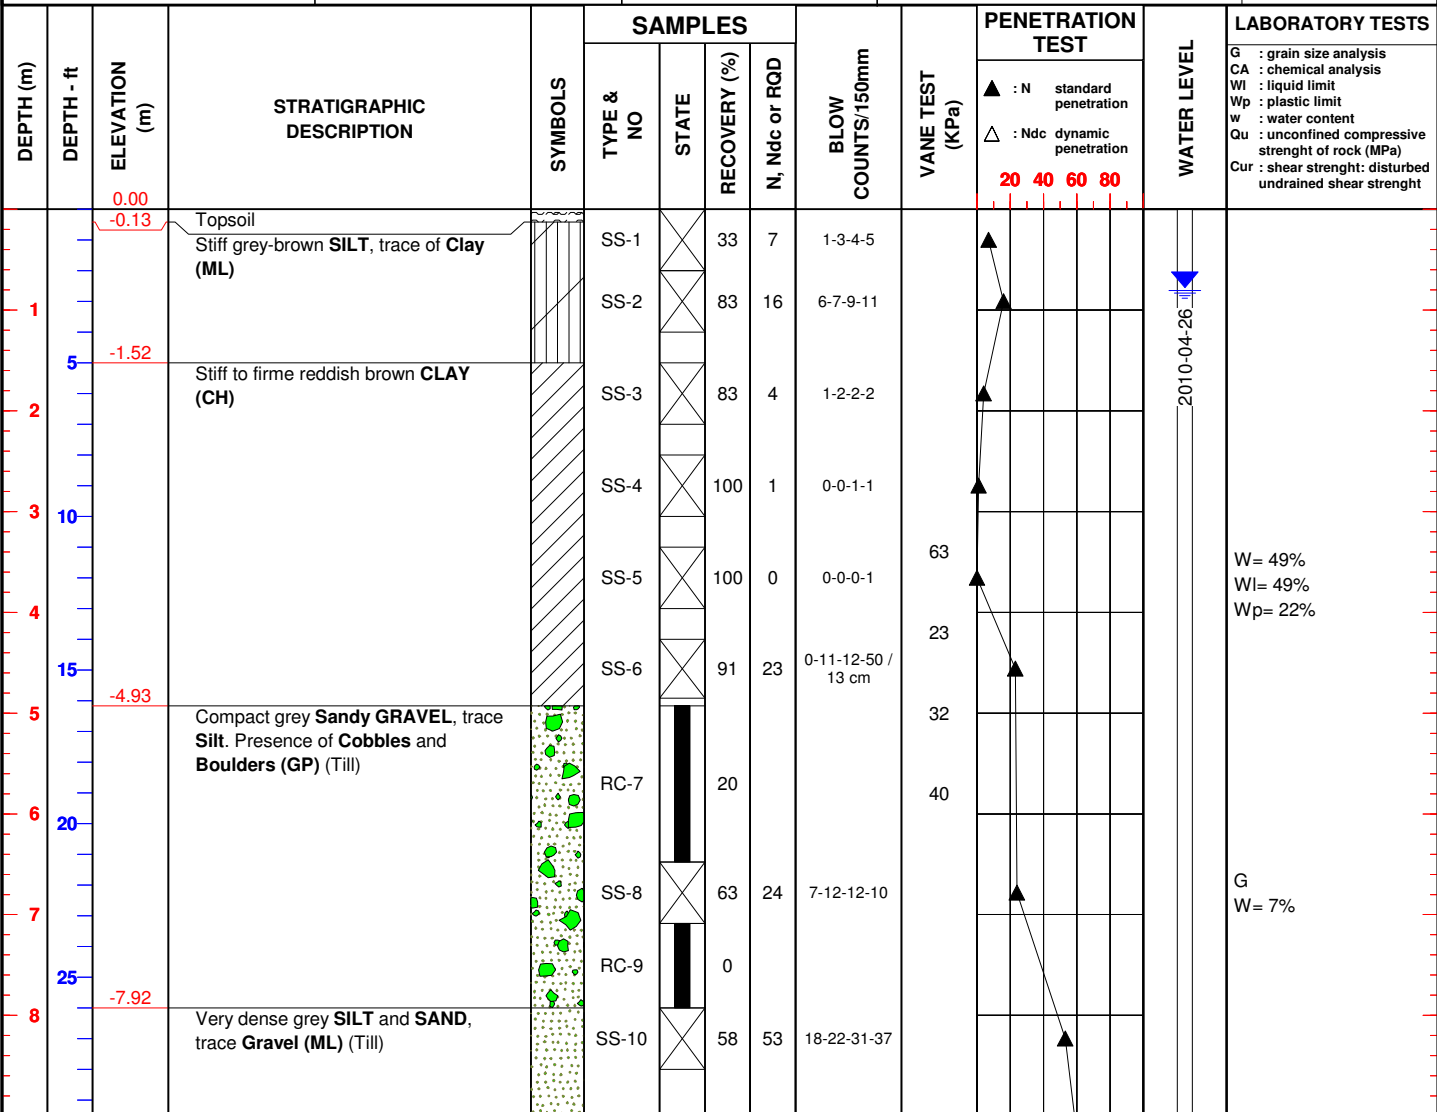 DEPTH (m)
DEPTH - ft
ELEVATION
(m)
STRATIGRAPHIC
DESCRIPTION
SYMBOLS
SAMPLES
TYPE &
NO
STATE
RECOVERY (%)
N, Ndc or RQD
BLOW
COUNTS/150mm
VANE TEST
(KPa)
PENETRATION
TEST
▲ : N standard
penetration
△ : Ndc dynamic
penetration
20 40 60 80
WATER LEVEL
LABORATORY TESTS
G : grain size analysis
CA : chemical analysis
Wl : liquid limit
Wp : plastic limit
w : water content
Qu : unconfined compressive
strenght of rock (MPa)
Cur : shear strenght: disturbed
undrained shear strenght
0.00
-0.13 Topsoil
Stiff grey-brown SILT, trace of Clay
(ML)
SS-1 33 7 1-3-4-5
SS-2 83 16 6-7-9-11
1
2010-04-26
5 -1.52
Stiff to firme reddish brown CLAY
(CH)
SS-3 83 4 1-2-2-2
2
SS-4 100 1 0-0-1-1
3 10
63
SS-5 100 0 0-0-0-1
W= 49%
Wl= 49%
Wp= 22%
4
23
15 SS-6 91 23 0-11-12-50 /
13 cm
-4.93
5
32
Compact grey Sandy GRAVEL, trace
Silt. Presence of Cobbles and
Boulders (GP) (Till)
RC-7 20
40
6 20
SS-8 63 24 7-12-12-10
G
W= 7%
7
RC-9 0
25
-7.92
8
Very dense grey SILT and SAND,
trace Gravel (ML) (Till)
SS-10 58 53 18-22-31-37